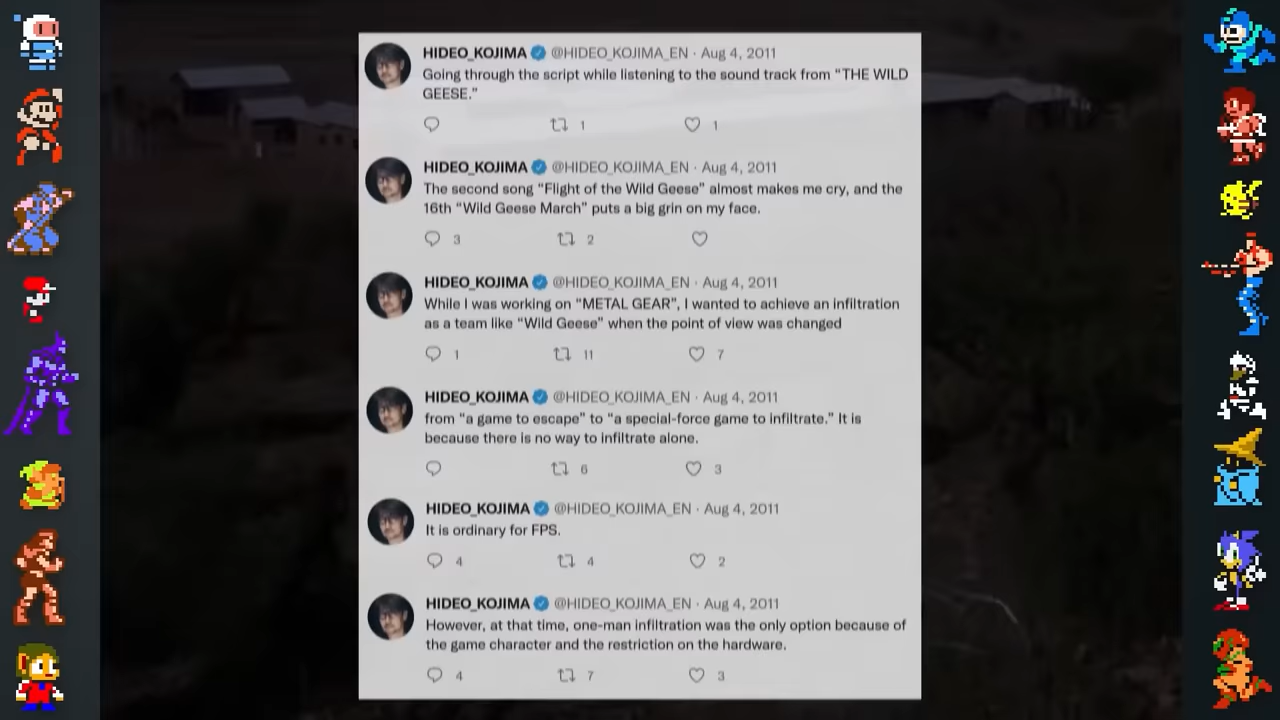 HIDEO_KOJIMA @HIDEO_KOJIMA_EN · Aug 4, 2011
Going through the script while listening to the sound track from “THE WILD
GEESE.”
1 1
HIDEO_KOJIMA @HIDEO_KOJIMA_EN · Aug 4, 2011
The second song “Flight of the Wild Geese” almost makes me cry, and the
16th “Wild Geese March” puts a big grin on my face.
3 2
HIDEO_KOJIMA @HIDEO_KOJIMA_EN · Aug 4, 2011
While I was working on “METAL GEAR”, I wanted to achieve an infiltration
as a team like “Wild Geese” when the point of view was changed
1 11 7
HIDEO_KOJIMA @HIDEO_KOJIMA_EN · Aug 4, 2011
from “a game to escape” to “a special-force game to infiltrate.” It is
because there is no way to infiltrate alone.
6 3
HIDEO_KOJIMA @HIDEO_KOJIMA_EN · Aug 4, 2011
It is ordinary for FPS.
4 4 2
HIDEO_KOJIMA @HIDEO_KOJIMA_EN · Aug 4, 2011
However, at that time, one-man infiltration was the only option because of
the game character and the restriction on the hardware.
4 7 3